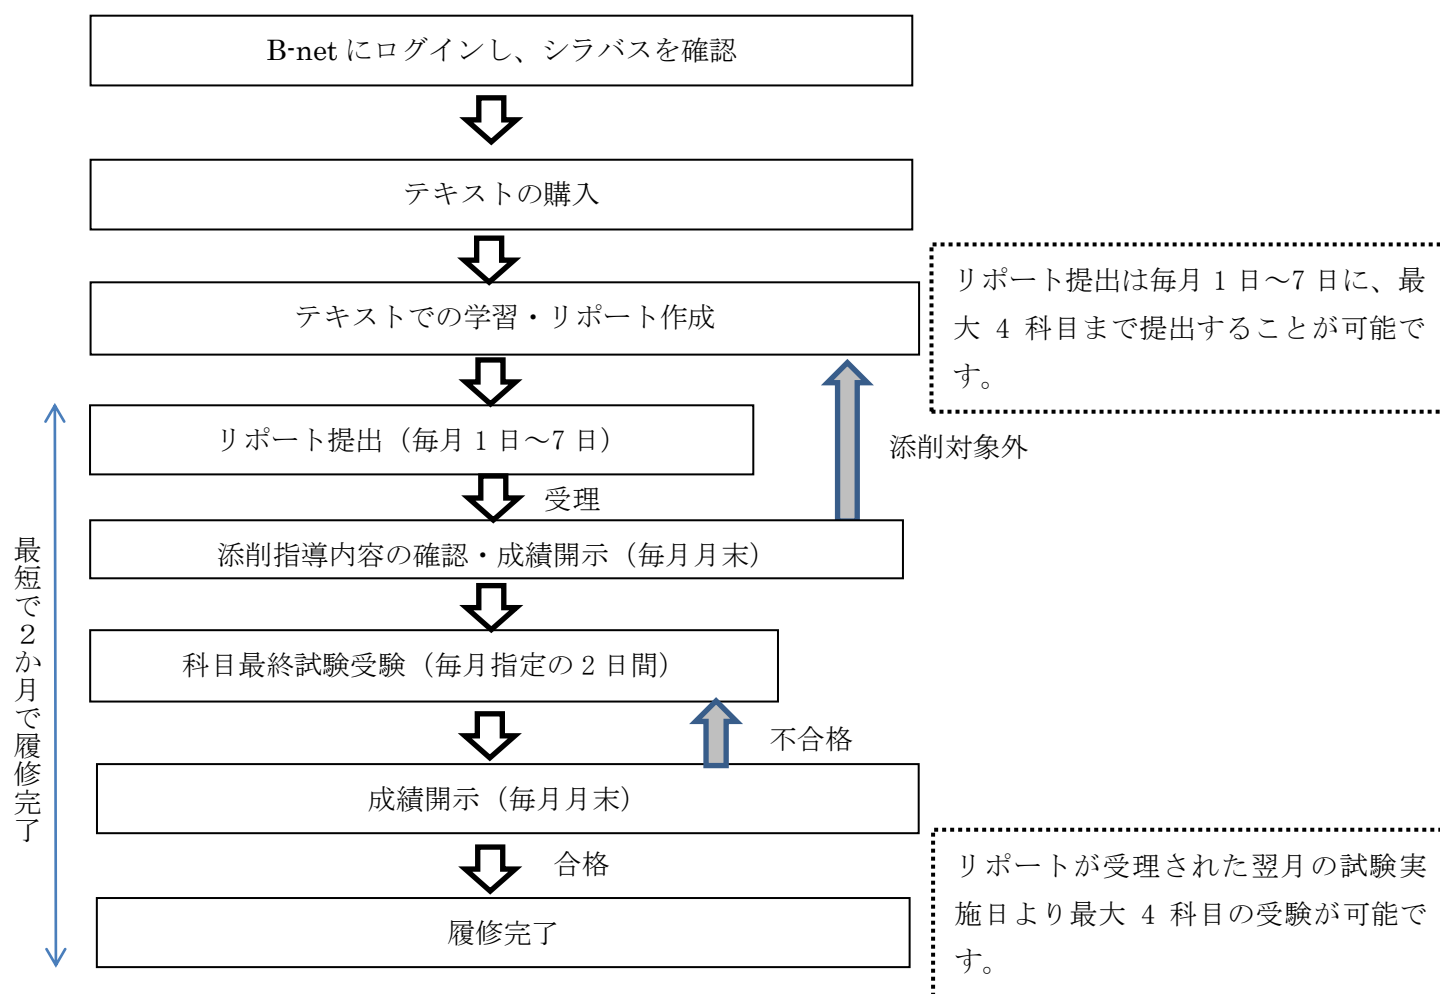 B-net にログインし、シラバスを確認
テキストの購入
テキストでの学習・リポート作成
リポート提出は毎月 1 日～7 日に、最
大 4 科目まで提出することが可能で
す。
リポート提出（毎月 1 日～7 日）
添削対象外
受理
添削指導内容の確認・成績開示（毎月月末）
最短で２か月で履修完了
科目最終試験受験（毎月指定の 2 日間）
不合格
成績開示（毎月月末）
合格
リポートが受理された翌月の試験実
施日より最大 4 科目の受験が可能で
す。
履修完了